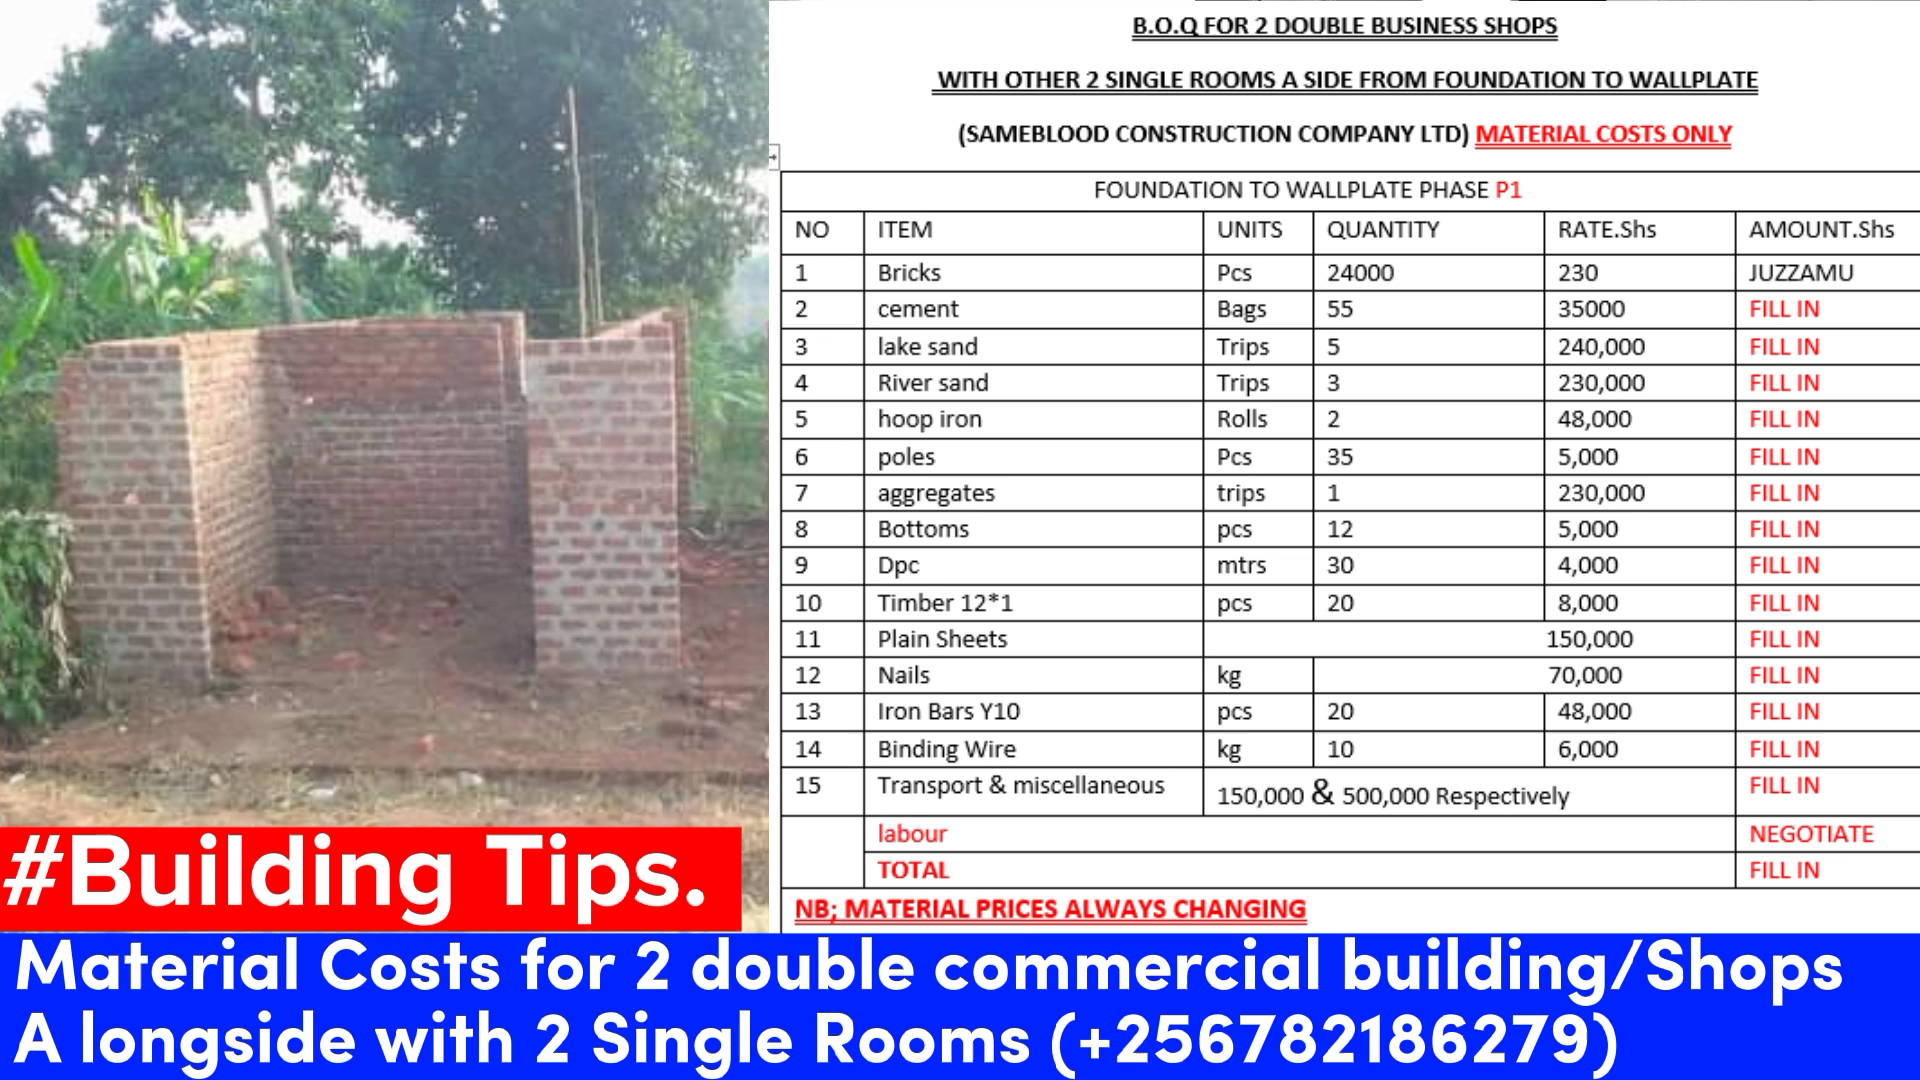 B.O.Q FOR 2 DOUBLE BUSINESS SHOPS
WITH OTHER 2 SINGLE ROOMS A SIDE FROM FOUNDATION TO WALLPLATE
(SAMEBLOOD CONSTRUCTION COMPANY LTD) MATERIAL COSTS ONLY
FOUNDATION TO WALLPLATE PHASE P1
NO ITEM UNITS QUANTITY RATE.Shs AMOUNT.Shs
1 Bricks Pcs 24000 230 JUZZAMU
2 cement Bags 55 35000 FILL IN
3 lake sand Trips 5 240,000 FILL IN
4 River sand Trips 3 230,000 FILL IN
5 hoop iron Rolls 2 48,000 FILL IN
6 poles Pcs 35 5,000 FILL IN
7 aggregates trips 1 230,000 FILL IN
8 Bottoms pcs 12 5,000 FILL IN
9 Dpc mtrs 30 4,000 FILL IN
10 Timber 12*1 pcs 20 8,000 FILL IN
11 Plain Sheets 150,000 FILL IN
12 Nails kg 70,000 FILL IN
13 Iron Bars Y10 pcs 20 48,000 FILL IN
14 Binding Wire kg 10 6,000 FILL IN
15 Transport & miscellaneous 150,000 & 500,000 Respectively FILL IN
labour NEGOTIATE
TOTAL FILL IN
NB; MATERIAL PRICES ALWAYS CHANGING
#Building Tips.
Material Costs for 2 double commercial building/Shops
A longside with 2 Single Rooms (+256782186279)